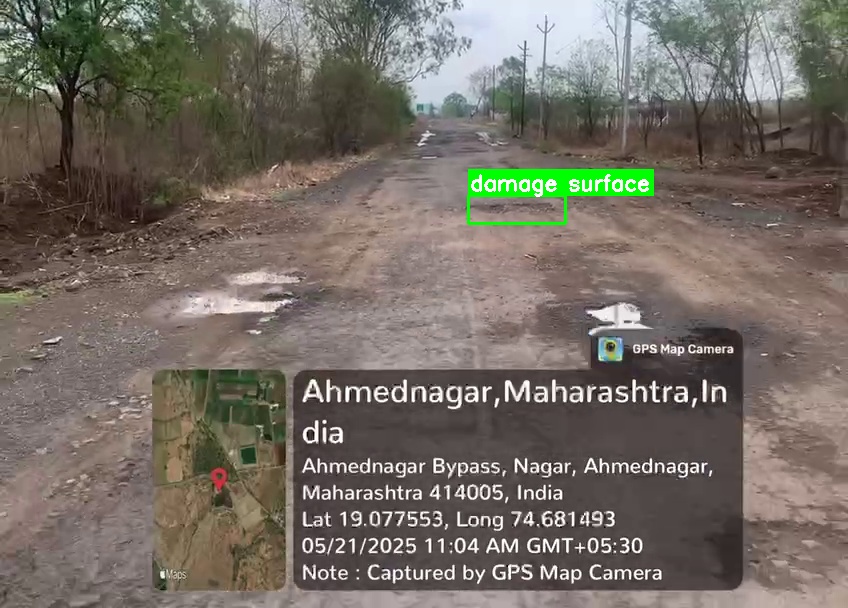 damage surface
GPS Map Camera
Ahmednagar,Maharashtra,In
dia
Ahmednagar Bypass, Nagar, Ahmednagar,
Maharashtra 414005, India
Lat 19.077553, Long 74.681493
05/21/2025 11:04 AM GMT+05:30
Note : Captured by GPS Map Camera
Maps